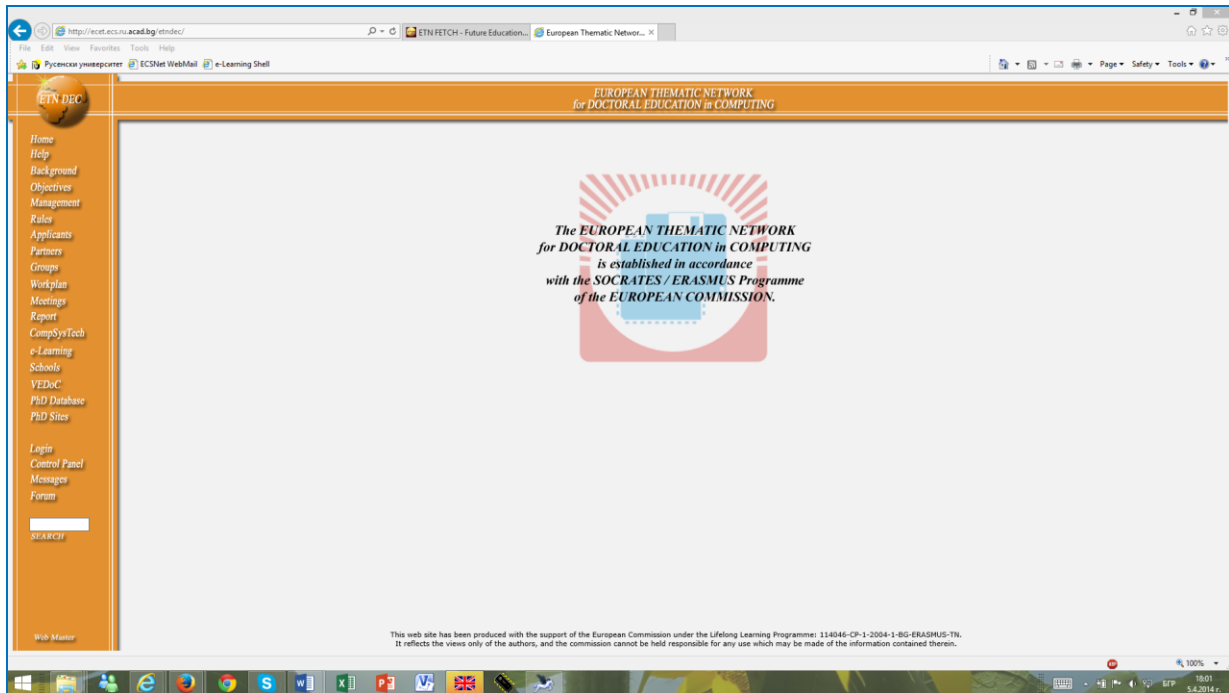 http://ecet.ecs.ru.acad.bg/etndec/
ETN FETCH - Future Education...
European Thematic Networ...
File Edit View Favorites Tools Help
Русенски университет ECSNet WebMail e-Learning Shell
Page Safety Tools
ETN DEC
EUROPEAN THEMATIC NETWORK
for DOCTORAL EDUCATION in COMPUTING
Home
Help
Background
Objectives
Management
Rules
Applicants
Partners
Groups
Workplan
Meetings
Report
CompSysTech
e-Learning
Schools
VEDoC
PhD Database
PhD Sites
Login
Control Panel
Messages
Forum
SEARCH
Web Master
The EUROPEAN THEMATIC NETWORK
for DOCTORAL EDUCATION in COMPUTING
is established in accordance
with the SOCRATES / ERASMUS Programme
of the EUROPEAN COMMISSION.
This web site has been produced with the support of the European Commission under the Lifelong Learning Programme: 114046-CP-1-2004-1-BG-ERASMUS-TN.
It reflects the views only of the authors, and the commission cannot be held responsible for any use which may be made of the information contained therein.
100%
БГР
18:01
5.4.2014 г.